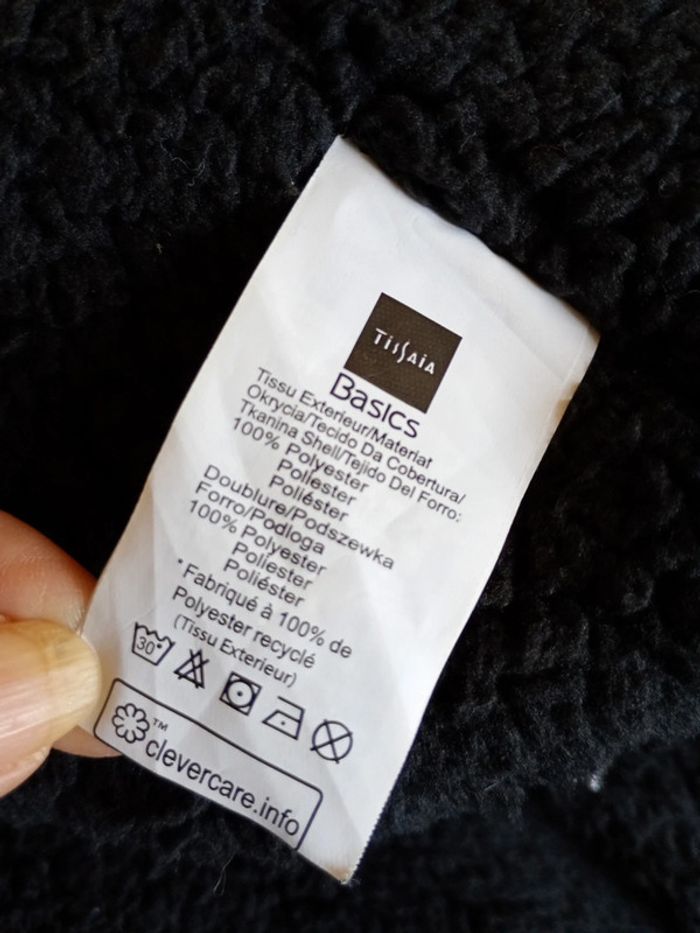 TissAia
Basics
Tissu Exterieur/Materiał
Okrycia/Tecido Da Cobertura/
Tkanina Shell/Tejido Del Forro:
100% Polyester
Poliester
Poliéster
Doublure/Podszewka
Forro/Podloga
100% Polyester
Poliester
Poliéster
*Fabriqué à 100% de
Polyester recyclé
(Tissu Exterieur)
30°
™
clevercare.info